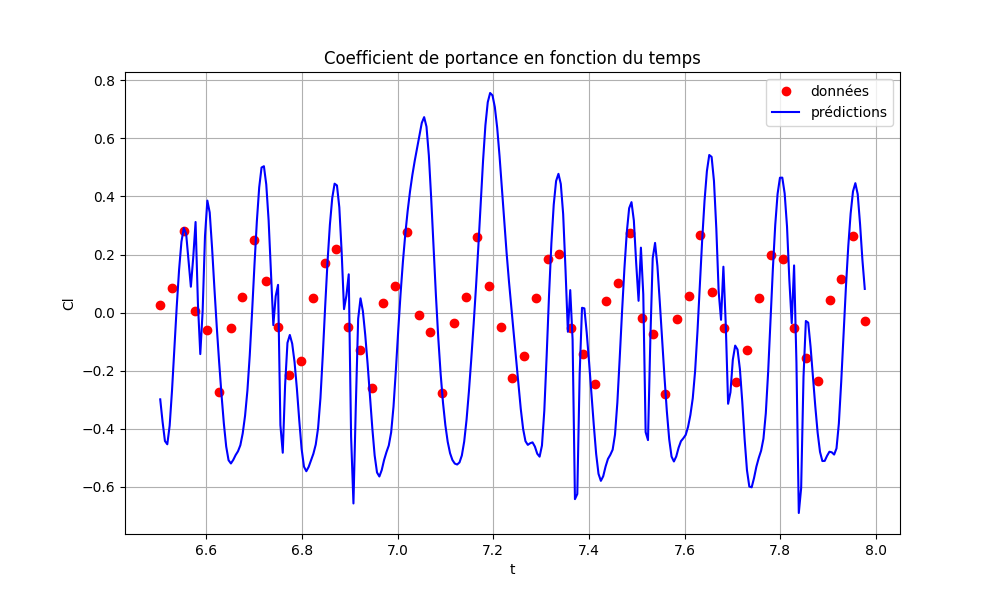 Coefficient de portance en fonction du temps
données
prédictions
Cl
0.8
0.6
0.4
0.2
0.0
−0.2
−0.4
−0.6
6.6 6.8 7.0 7.2 7.4 7.6 7.8 8.0
t